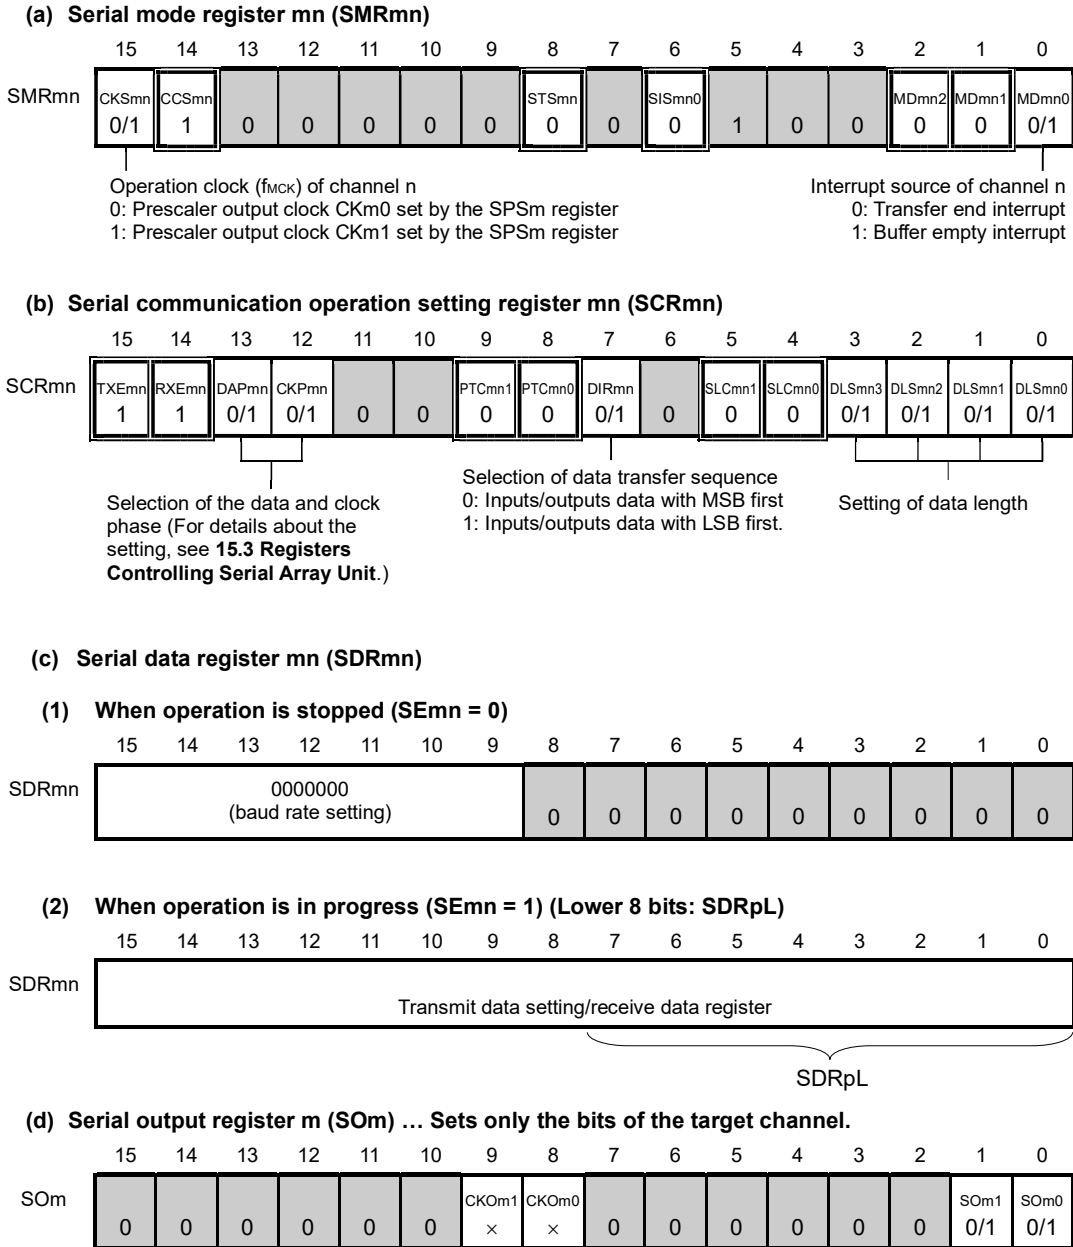 (a) Serial mode register mn (SMRmn)
15 14 13 12 11 10 9 8 7 6 5 4 3 2 1 0
SMRmn CKSmn CCSmn STSmn SISmn0 MDmn2 MDmn1 MDmn0
0/1 1 0 0 0 0 0 0 0 0 1 0 0 0 0 0/1
Operation clock (fMCK) of channel n
0: Prescaler output clock CKm0 set by the SPSm register
1: Prescaler output clock CKm1 set by the SPSm register
Interrupt source of channel n
0: Transfer end interrupt
1: Buffer empty interrupt
(b) Serial communication operation setting register mn (SCRmn)
15 14 13 12 11 10 9 8 7 6 5 4 3 2 1 0
SCRmn TXEmn RXEmn DAPmn CKPmn PTCmn1 PTCmn0 DIRmn SLCmn1 SLCmn0 DLSmn3 DLSmn2 DLSmn1 DLSmn0
1 1 0/1 0/1 0 0 0 0 0/1 0 0 0 0/1 0/1 0/1 0/1
Selection of the data and clock
phase (For details about the
setting, see 15.3 Registers
Controlling Serial Array Unit.)
Selection of data transfer sequence
0: Inputs/outputs data with MSB first
1: Inputs/outputs data with LSB first.
Setting of data length
(c) Serial data register mn (SDRmn)
(1) When operation is stopped (SEmn = 0)
15 14 13 12 11 10 9 8 7 6 5 4 3 2 1 0
SDRmn 0000000
(baud rate setting) 0 0 0 0 0 0 0 0 0
(2) When operation is in progress (SEmn = 1) (Lower 8 bits: SDRpL)
15 14 13 12 11 10 9 8 7 6 5 4 3 2 1 0
SDRmn
Transmit data setting/receive data register
SDRpL
(d) Serial output register m (SOm) … Sets only the bits of the target channel.
15 14 13 12 11 10 9 8 7 6 5 4 3 2 1 0
SOm CKOm1 CKOm0 SOm1 SOm0
0 0 0 0 0 0 × × 0 0 0 0 0 0 0/1 0/1